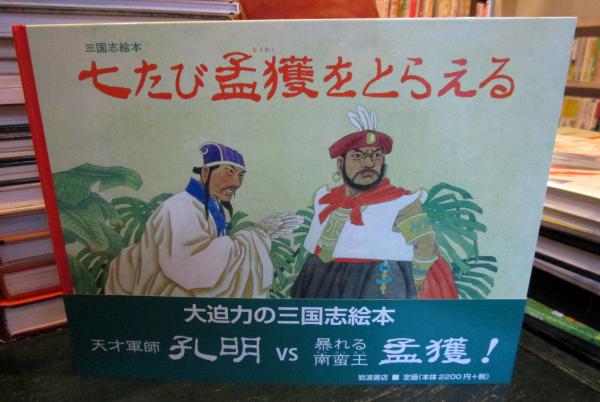 三国志絵本
もうかく
七たび孟獲をとらえる
大迫力の三国志絵本
天才軍師 孔明 vs 暴れる南蛮王 孟獲！
岩波書店 ■ 定価(本体2200円+税)